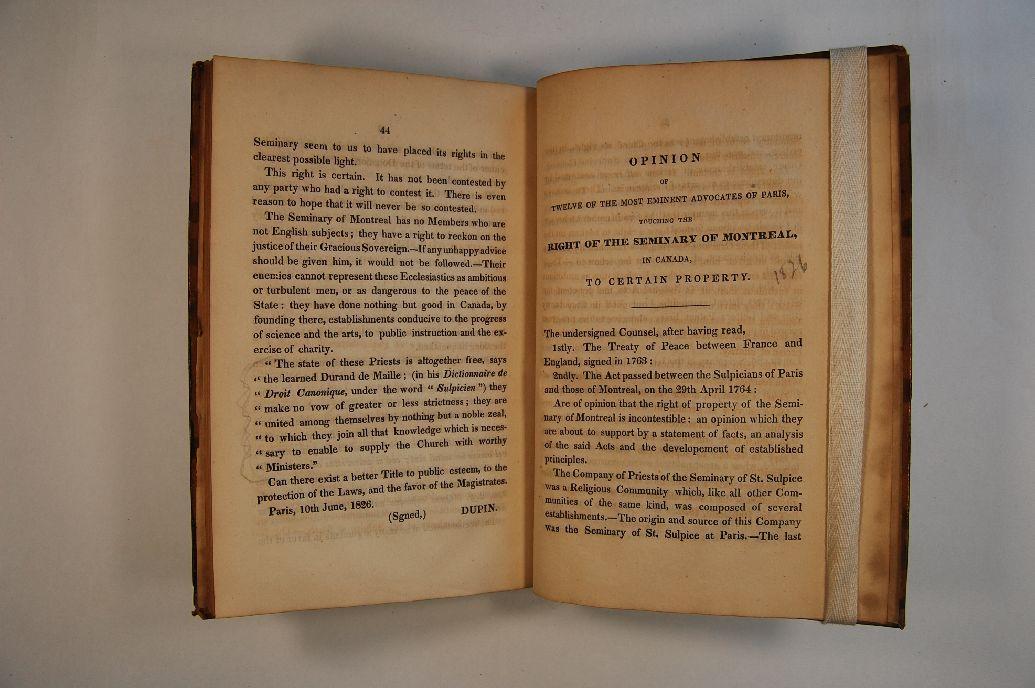 44
Seminary seem to us to have placed its rights in the
clearest possible light.
This right is certain. It has not been contested by
any party who had a right to contest it. There is even
reason to hope that it will never be so contested.
The Seminary of Montreal has no Members who are
not English subjects; they have a right to reckon on the
justice of their Gracious Sovereign.—If any unhappy advice
should be given him, it would not be followed.—Their
enemies cannot represent these Ecclesiastics as ambitious
or turbulent men, or as dangerous to the peace of the
State: they have done nothing but good in Canada, by
founding there, establishments conducive to the progress
of science and the arts, to public instruction and the ex-
ercise of charity.
"The state of these Priests is altogether free, says
"the learned Durand de Maille; (in his Dictionnaire de
"Droit Canonique, under the word "Sulpicien") they
"make no vow of greater or less strictness; they are
"united among themselves by nothing but a noble zeal,
"to which they join all that knowledge which is neces-
"sary to enable to supply the Church with worthy
"Ministers."
Can there exist a better Title to public esteem, to the
protection of the Laws, and the favor of the Magistrates.
Paris, 10th June, 1826.
(Sgned,) DUPIN.
OPINION
OF
TWELVE OF THE MOST EMINENT ADVOCATES OF PARIS,
TOUCHING THE
RIGHT OF THE SEMINARY OF MONTREAL,
IN CANADA,
TO CERTAIN PROPERTY.
1826
The undersigned Counsel, after having read,
1stly. The Treaty of Peace between France and
England, signed in 1763:
2ndly. The Act passed between the Sulpicians of Paris
and those of Montreal, on the 29th April 1764:
Are of opinion that the right of property of the Semi-
nary of Montreal is incontestible: an opinion which they
are about to support by a statement of facts, an analysis
of the said Acts and the developement of established
principles.
The Company of Priests of the Seminary of St. Sulpice
was a Religious Community which, like all other Com-
munities of the same kind, was composed of several
establishments.—The origin and source of this Company
was the Seminary of St. Sulpice at Paris.—The last